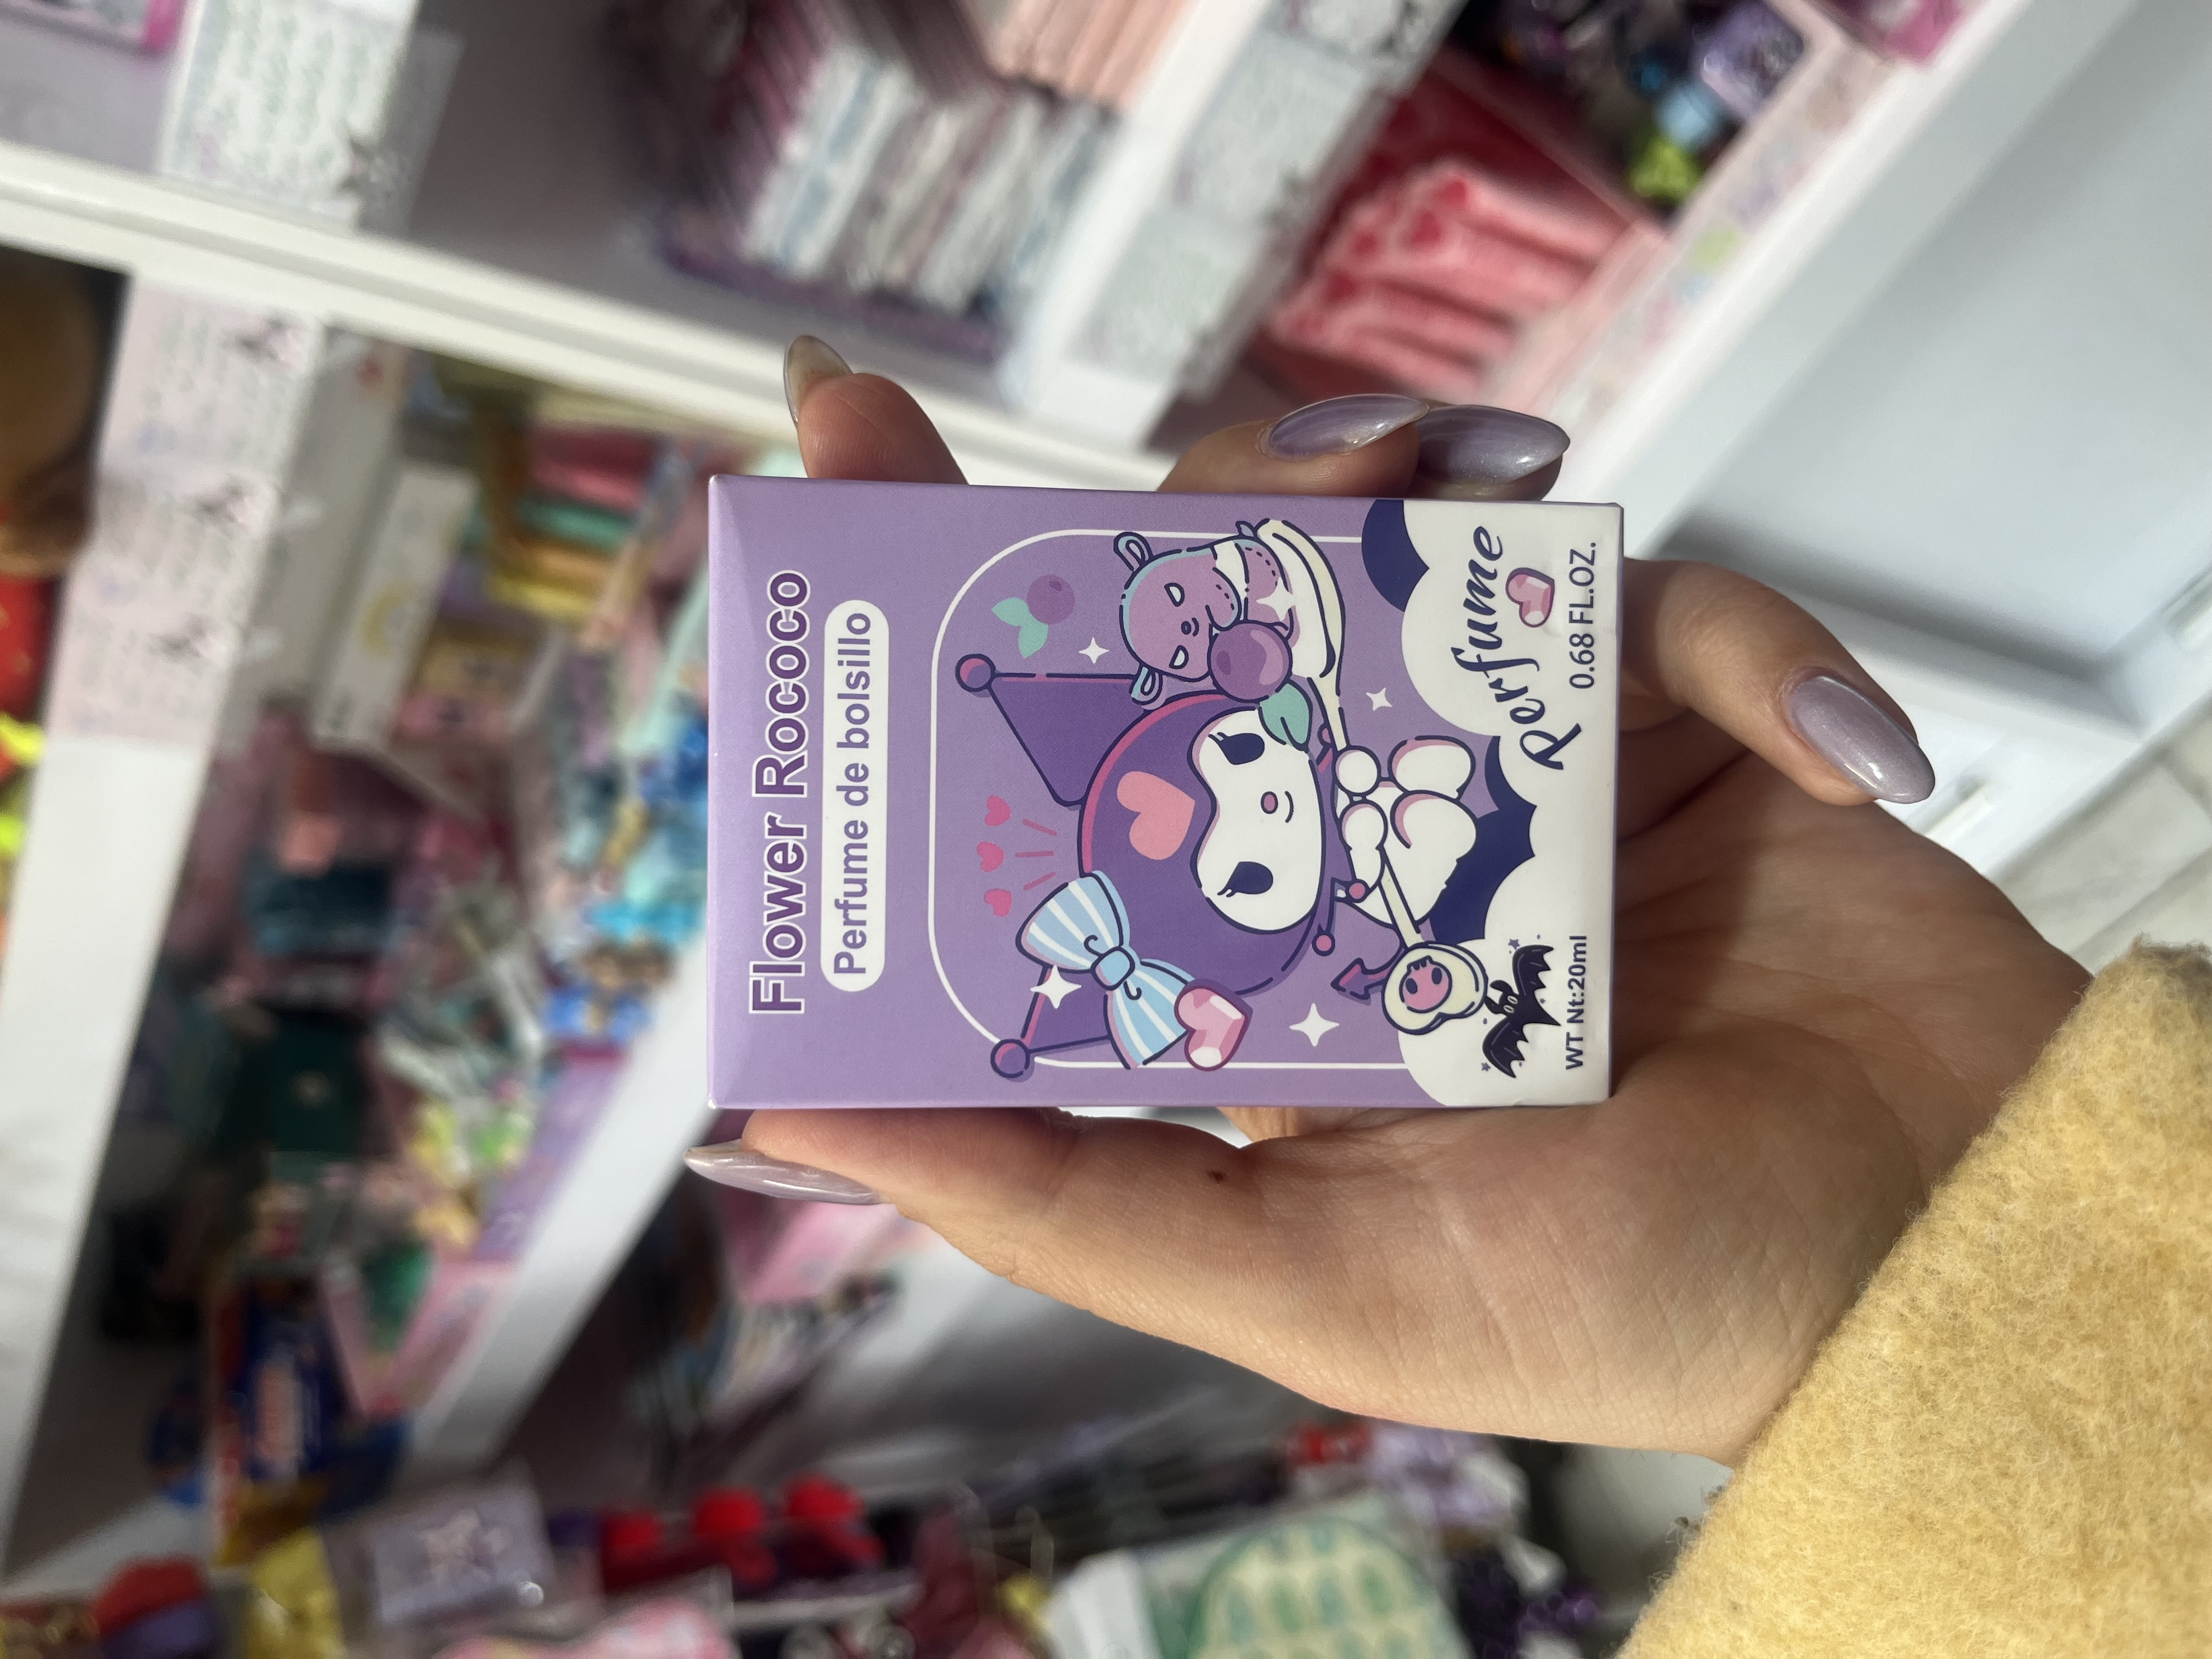 Flower Rococo
Perfume de bolsillo
Perfume
WT Nt:20ml
0.68 FL.OZ.